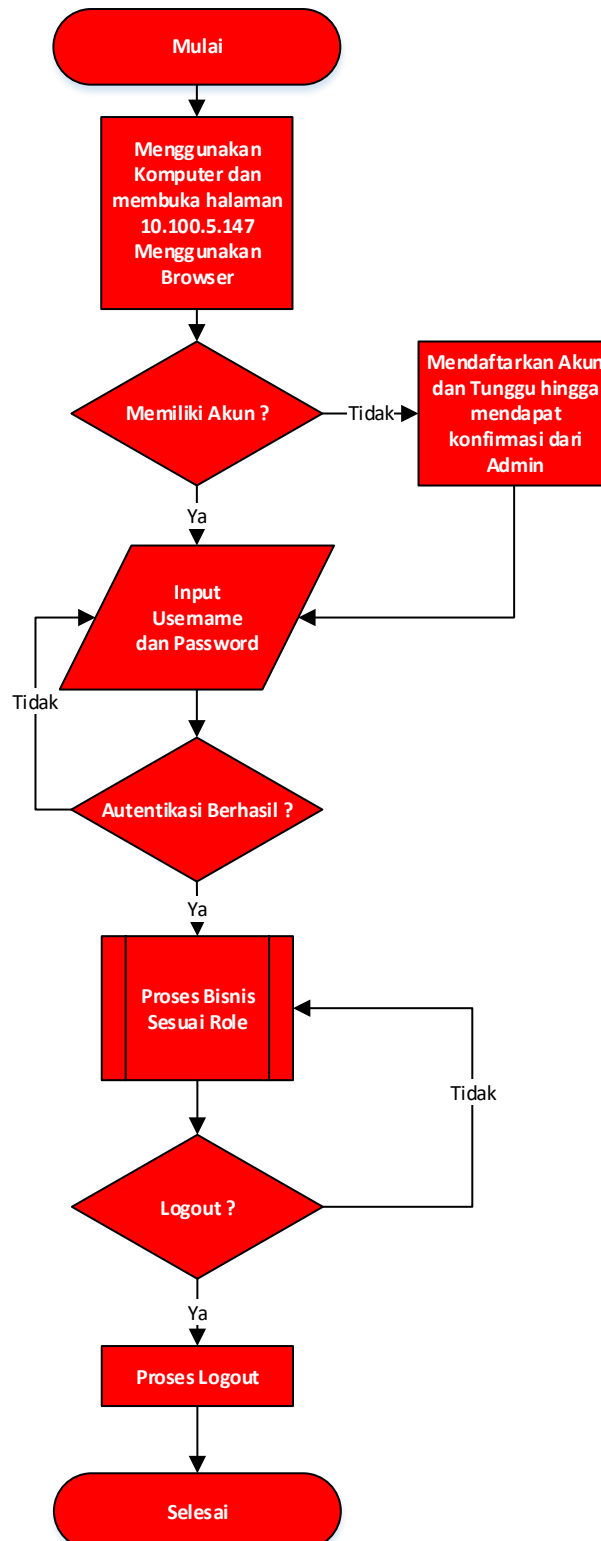 Mulai
Menggunakan
Komputer dan
membuka halaman
10.100.5.147
Menggunakan
Browser
Memiliki Akun ?
Tidak
Mendaftarkan Akun
dan Tunggu hingga
mendapat
konfirmasi dari
Admin
Ya
Input
Username
dan Password
Tidak
Autentikasi Berhasil ?
Ya
Proses Bisnis
Sesuai Role
Tidak
Logout ?
Ya
Proses Logout
Selesai